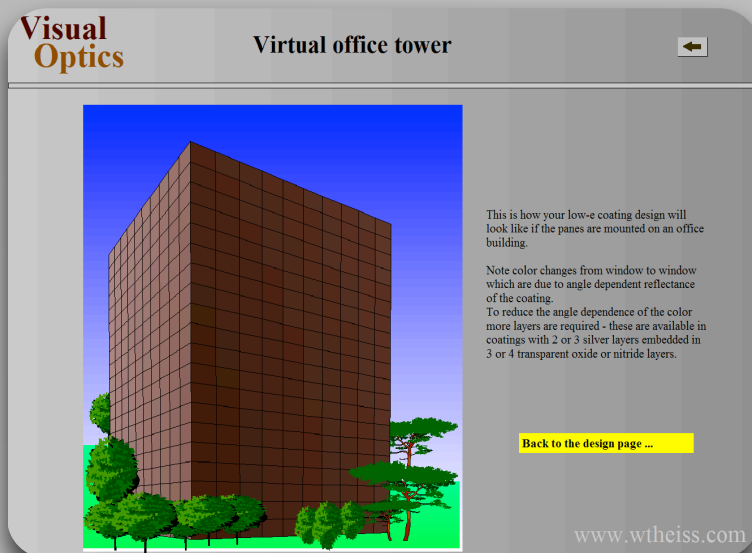 Visual
Optics
Virtual office tower
This is how your low-e coating design will
look like if the panes are mounted on an office
building.
Note color changes from window to window
which are due to angle dependent reflectance
of the coating.
To reduce the angle dependence of the color
more layers are required - these are available in
coatings with 2 or 3 silver layers embedded in
3 or 4 transparent oxide or nitride layers.
Back to the design page ...
www.wtheiss.com